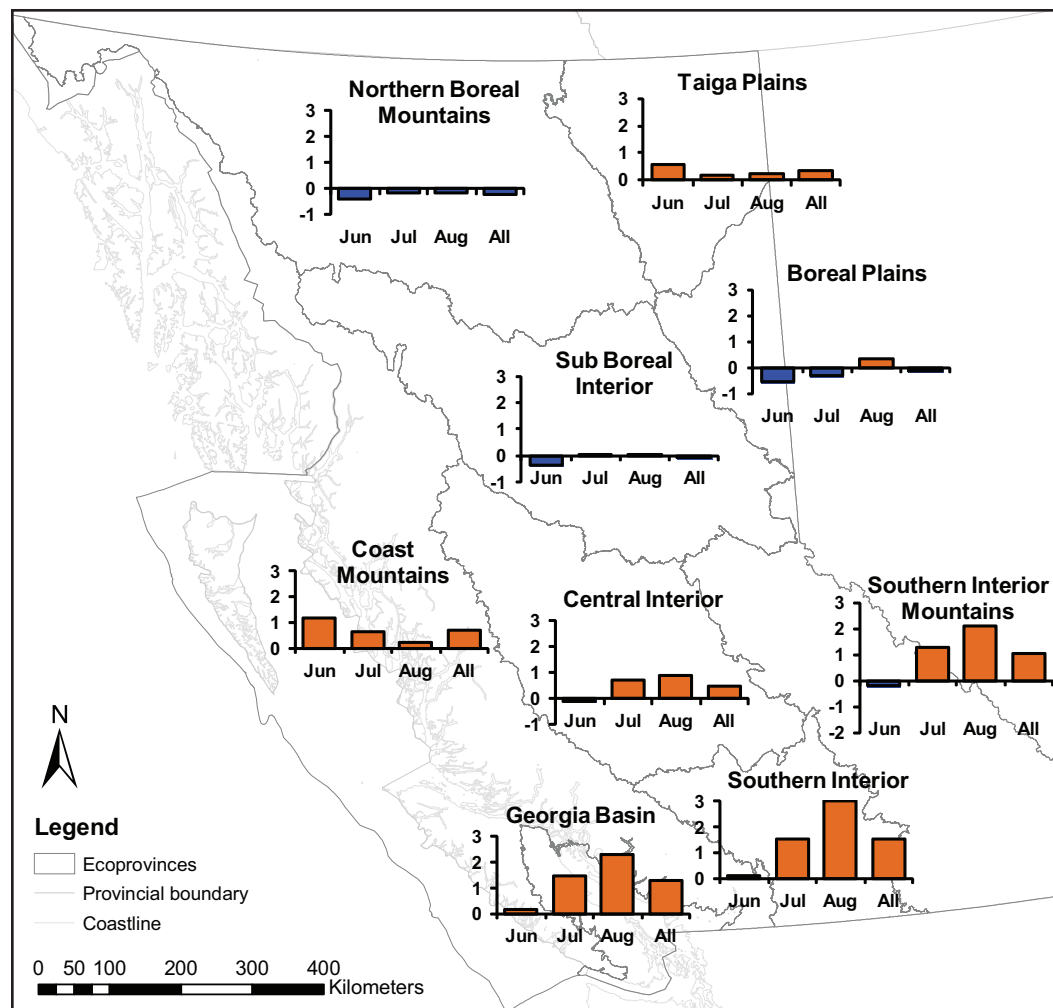 Northern Boreal
Mountains
3
2
1
0
-1
Jun Jul Aug All
Taiga Plains
3
2
1
0
Jun Jul Aug All
Boreal Plains
3
2
1
0
-1
Jun Jul Aug All
Sub Boreal
Interior
3
2
1
0
-1
Jun Jul Aug All
Coast
Mountains
3
2
1
0
Jun Jul Aug All
Central Interior
3
2
1
0
-1
Jun Jul Aug All
Southern Interior
Mountains
3
2
1
0
-1
-2
Jun Jul Aug All
Southern Interior
3
2
1
0
Jun Jul Aug All
Georgia Basin
3
2
1
0
Jun Jul Aug All
N
Legend
Ecoprovinces
Provincial boundary
Coastline
0 50 100 200 300 400
Kilometers